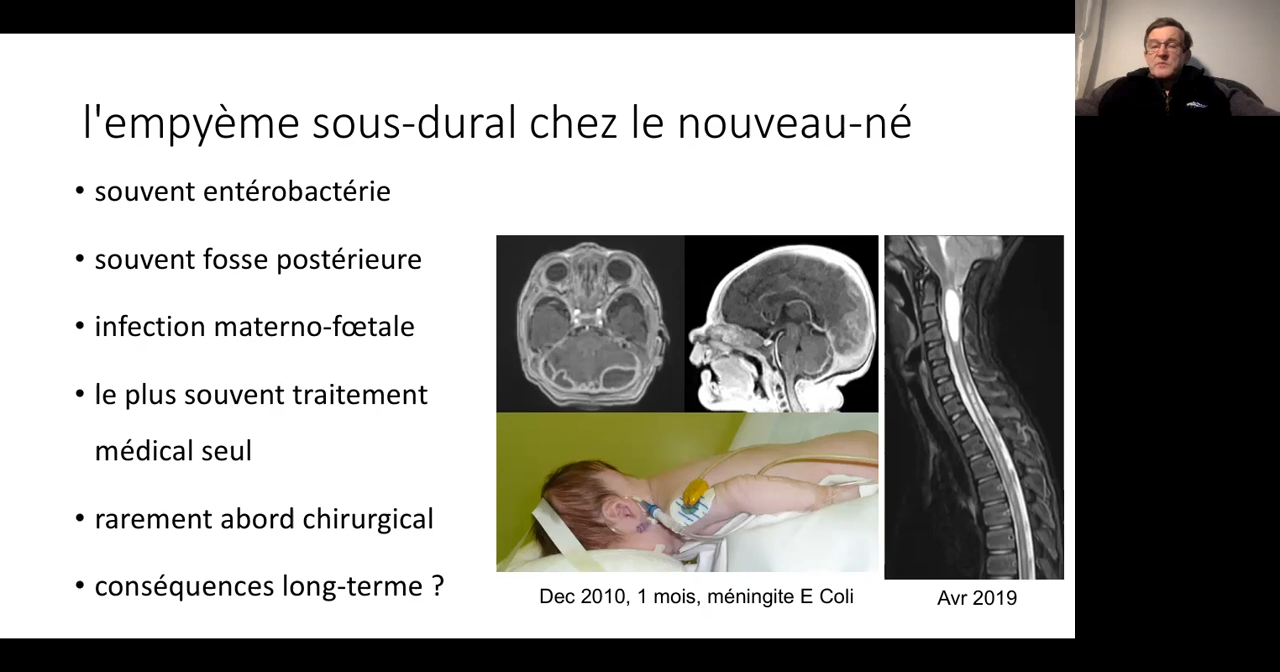 l'empyème sous-dural chez le nouveau-né
• souvent entérobactérie
• souvent fosse postérieure
• infection materno-fœtale
• le plus souvent traitement
médical seul
• rarement abord chirurgical
• conséquences long-terme ?
Dec 2010, 1 mois, méningite E Coli
Avr 2019